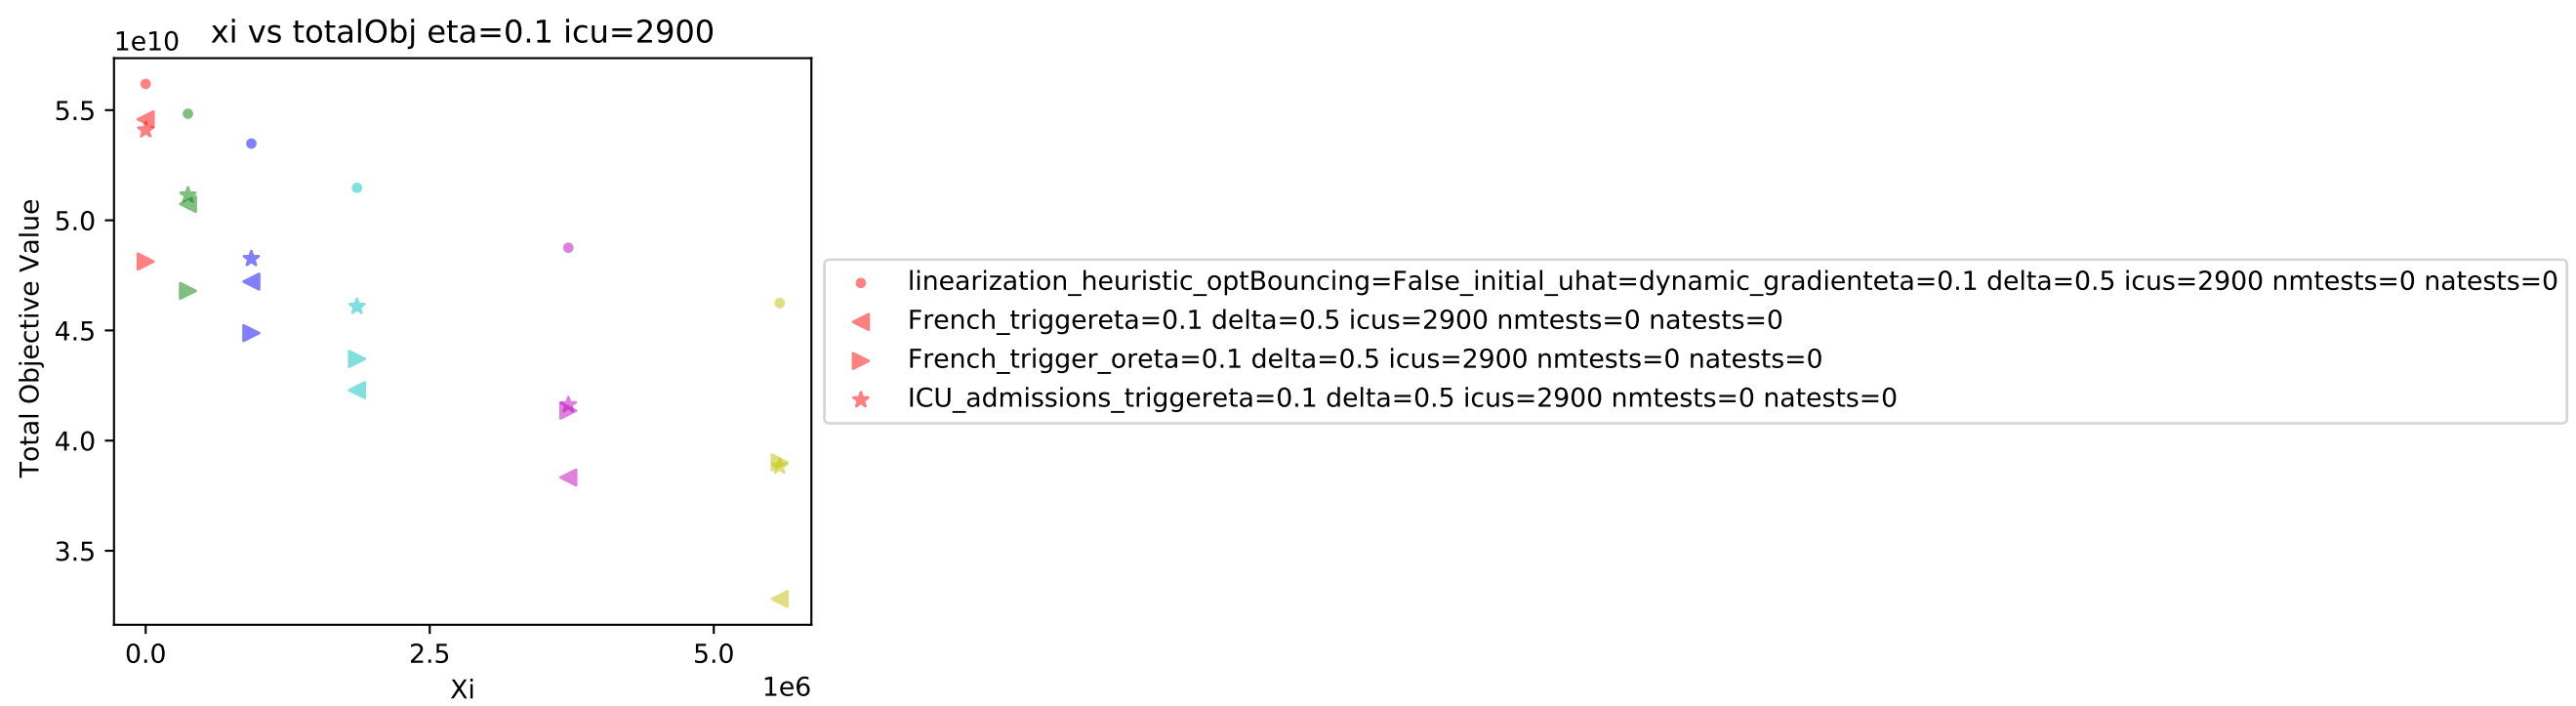 xi vs totalObj eta=0.1 icu=2900
1e10
5.5
5.0
4.5
4.0
3.5
Total Objective Value
0.0 2.5 5.0
Xi
1e6
linearization_heuristic_optBouncing=False_initial_uhat=dynamic_gradienteta=0.1 delta=0.5 icus=2900 nmtests=0 natests=0
French_triggereta=0.1 delta=0.5 icus=2900 nmtests=0 natests=0
French_trigger_oreta=0.1 delta=0.5 icus=2900 nmtests=0 natests=0
ICU_admissions_triggereta=0.1 delta=0.5 icus=2900 nmtests=0 natests=0